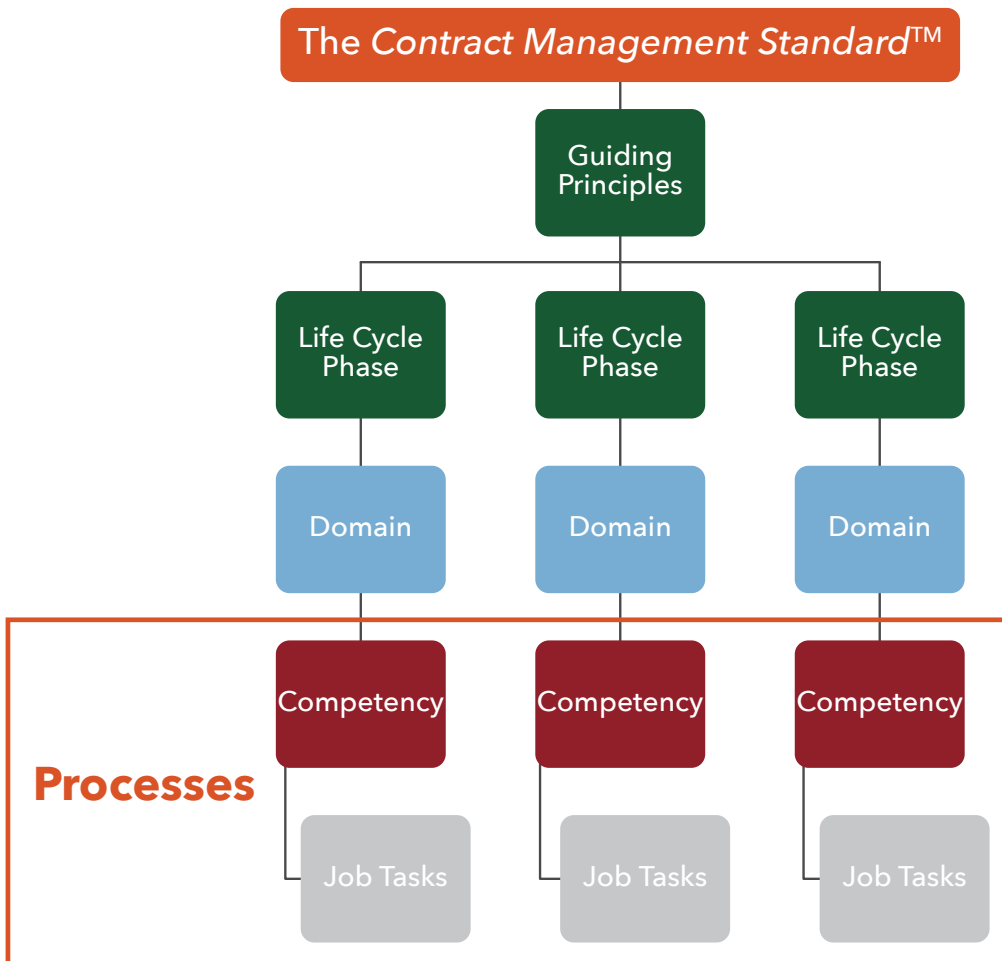 The Contract Management Standard™
Guiding
Principles
Life Cycle
Phase
Life Cycle
Phase
Life Cycle
Phase
Domain
Domain
Domain
Competency
Competency
Competency
Processes
Job Tasks
Job Tasks
Job Tasks